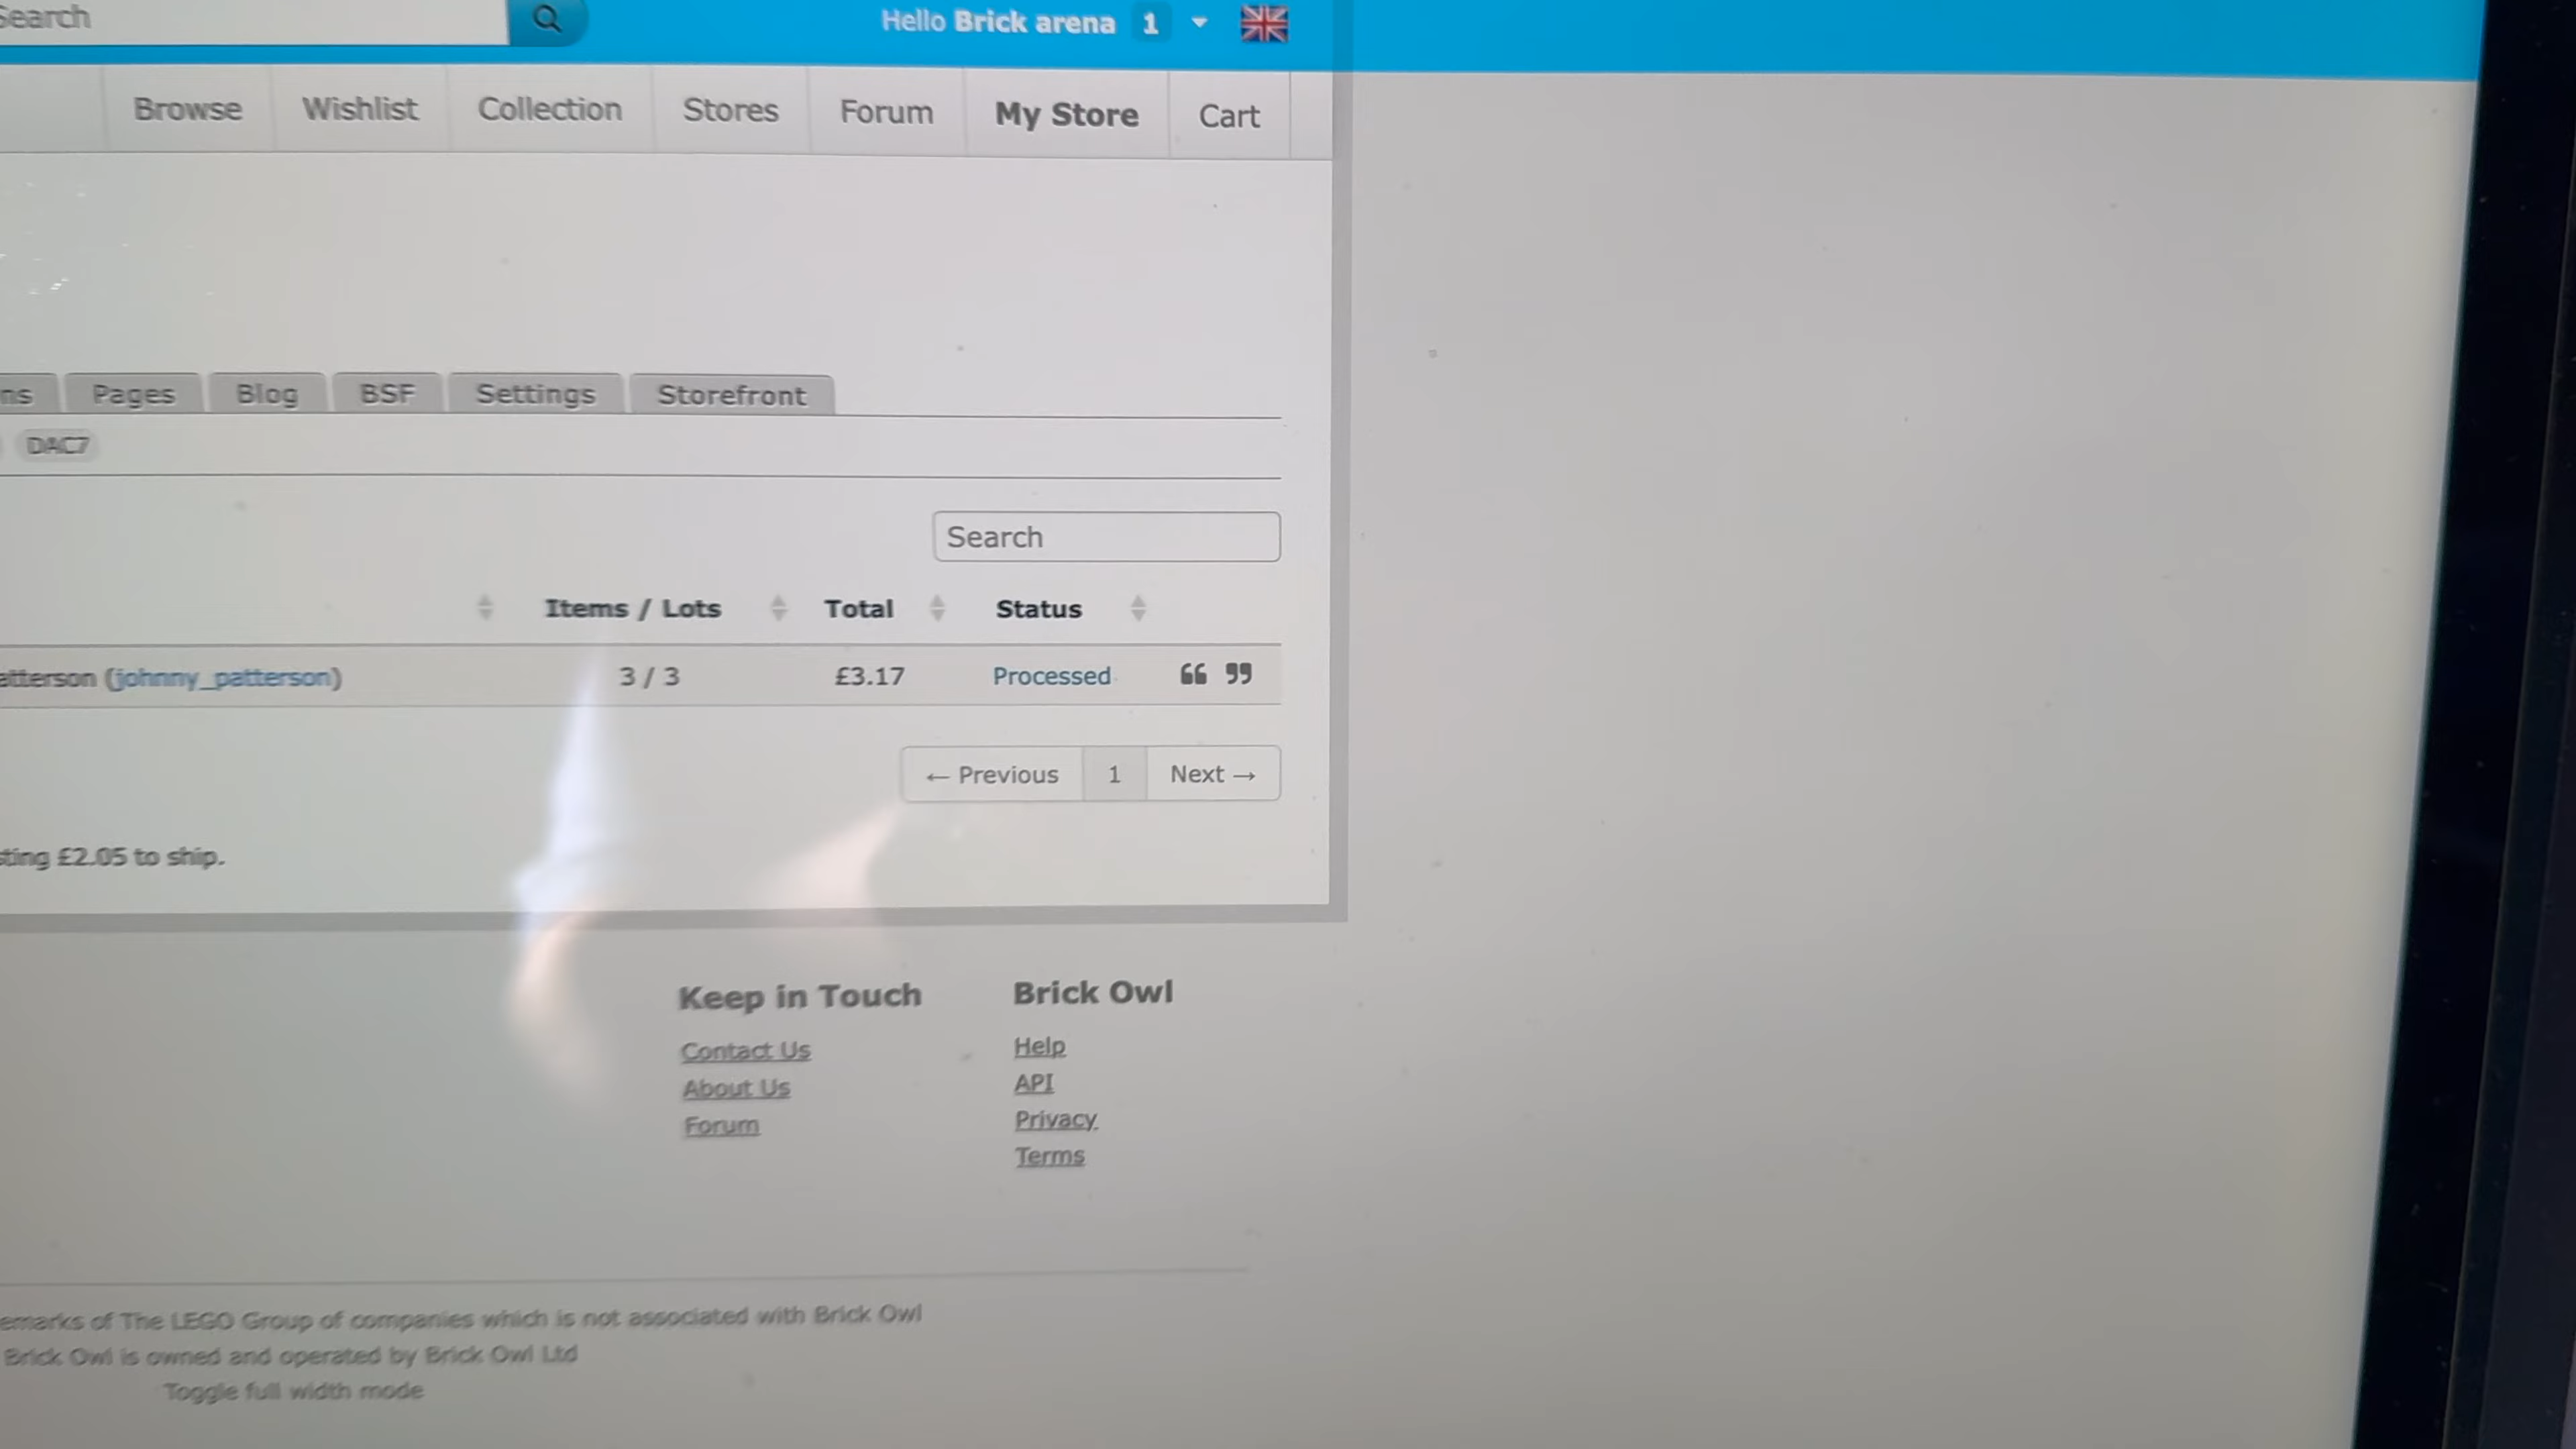 Search
Hello Brick arena 1
Browse Wishlist Collection Stores Forum My Store Cart
Pages Blog BSF Settings Storefront
DAC7
Search
Items / Lots Total Status
(johnny_patterson) 3 / 3 £3.17 Processed
← Previous 1 Next →
£2.05 to ship.
Keep in Touch Brick Owl
Contact Us Help
About Us API
Forum Privacy
Terms
of The LEGO Group of companies which is not associated with Brick Owl
Brick Owl is owned and operated by Brick Owl Ltd
Toggle full width mode